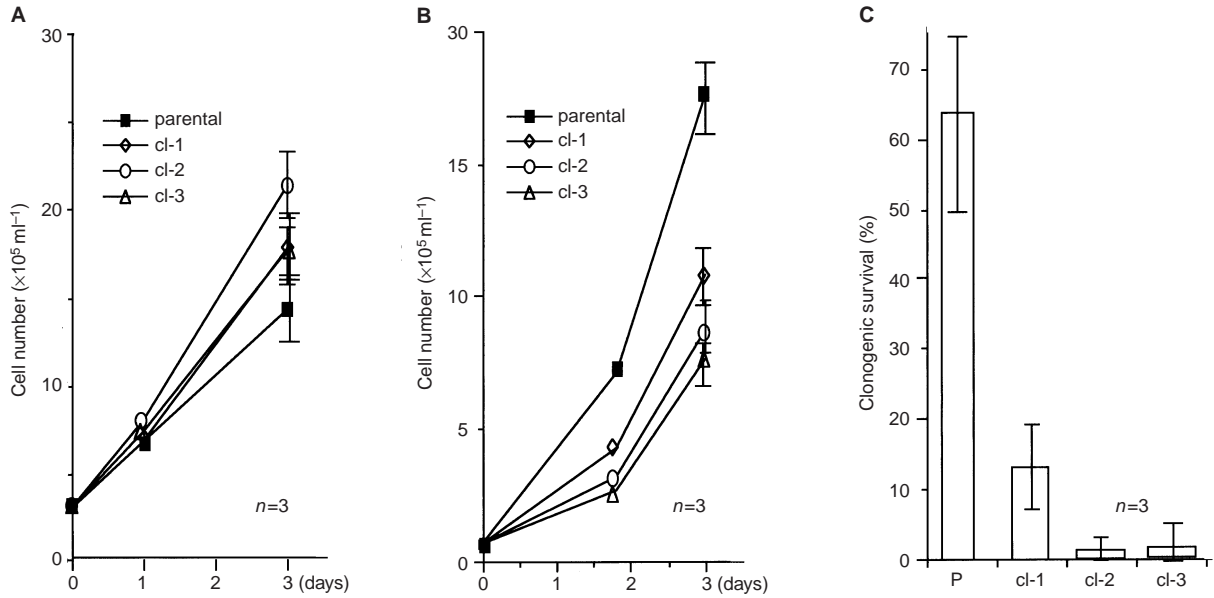 A
B
C
Cell number (×10⁵ ml⁻¹)
30
20
10
0
parental
cl-1
cl-2
cl-3
n=3
0 1 2 3 (days)
Cell number (×10⁵ ml⁻¹)
30
15
10
5
0
parental
cl-1
cl-2
cl-3
n=3
0 1 2 3 (days)
Clonogenic survival (%)
70
60
50
40
30
20
10
0
n=3
P cl-1 cl-2 cl-3